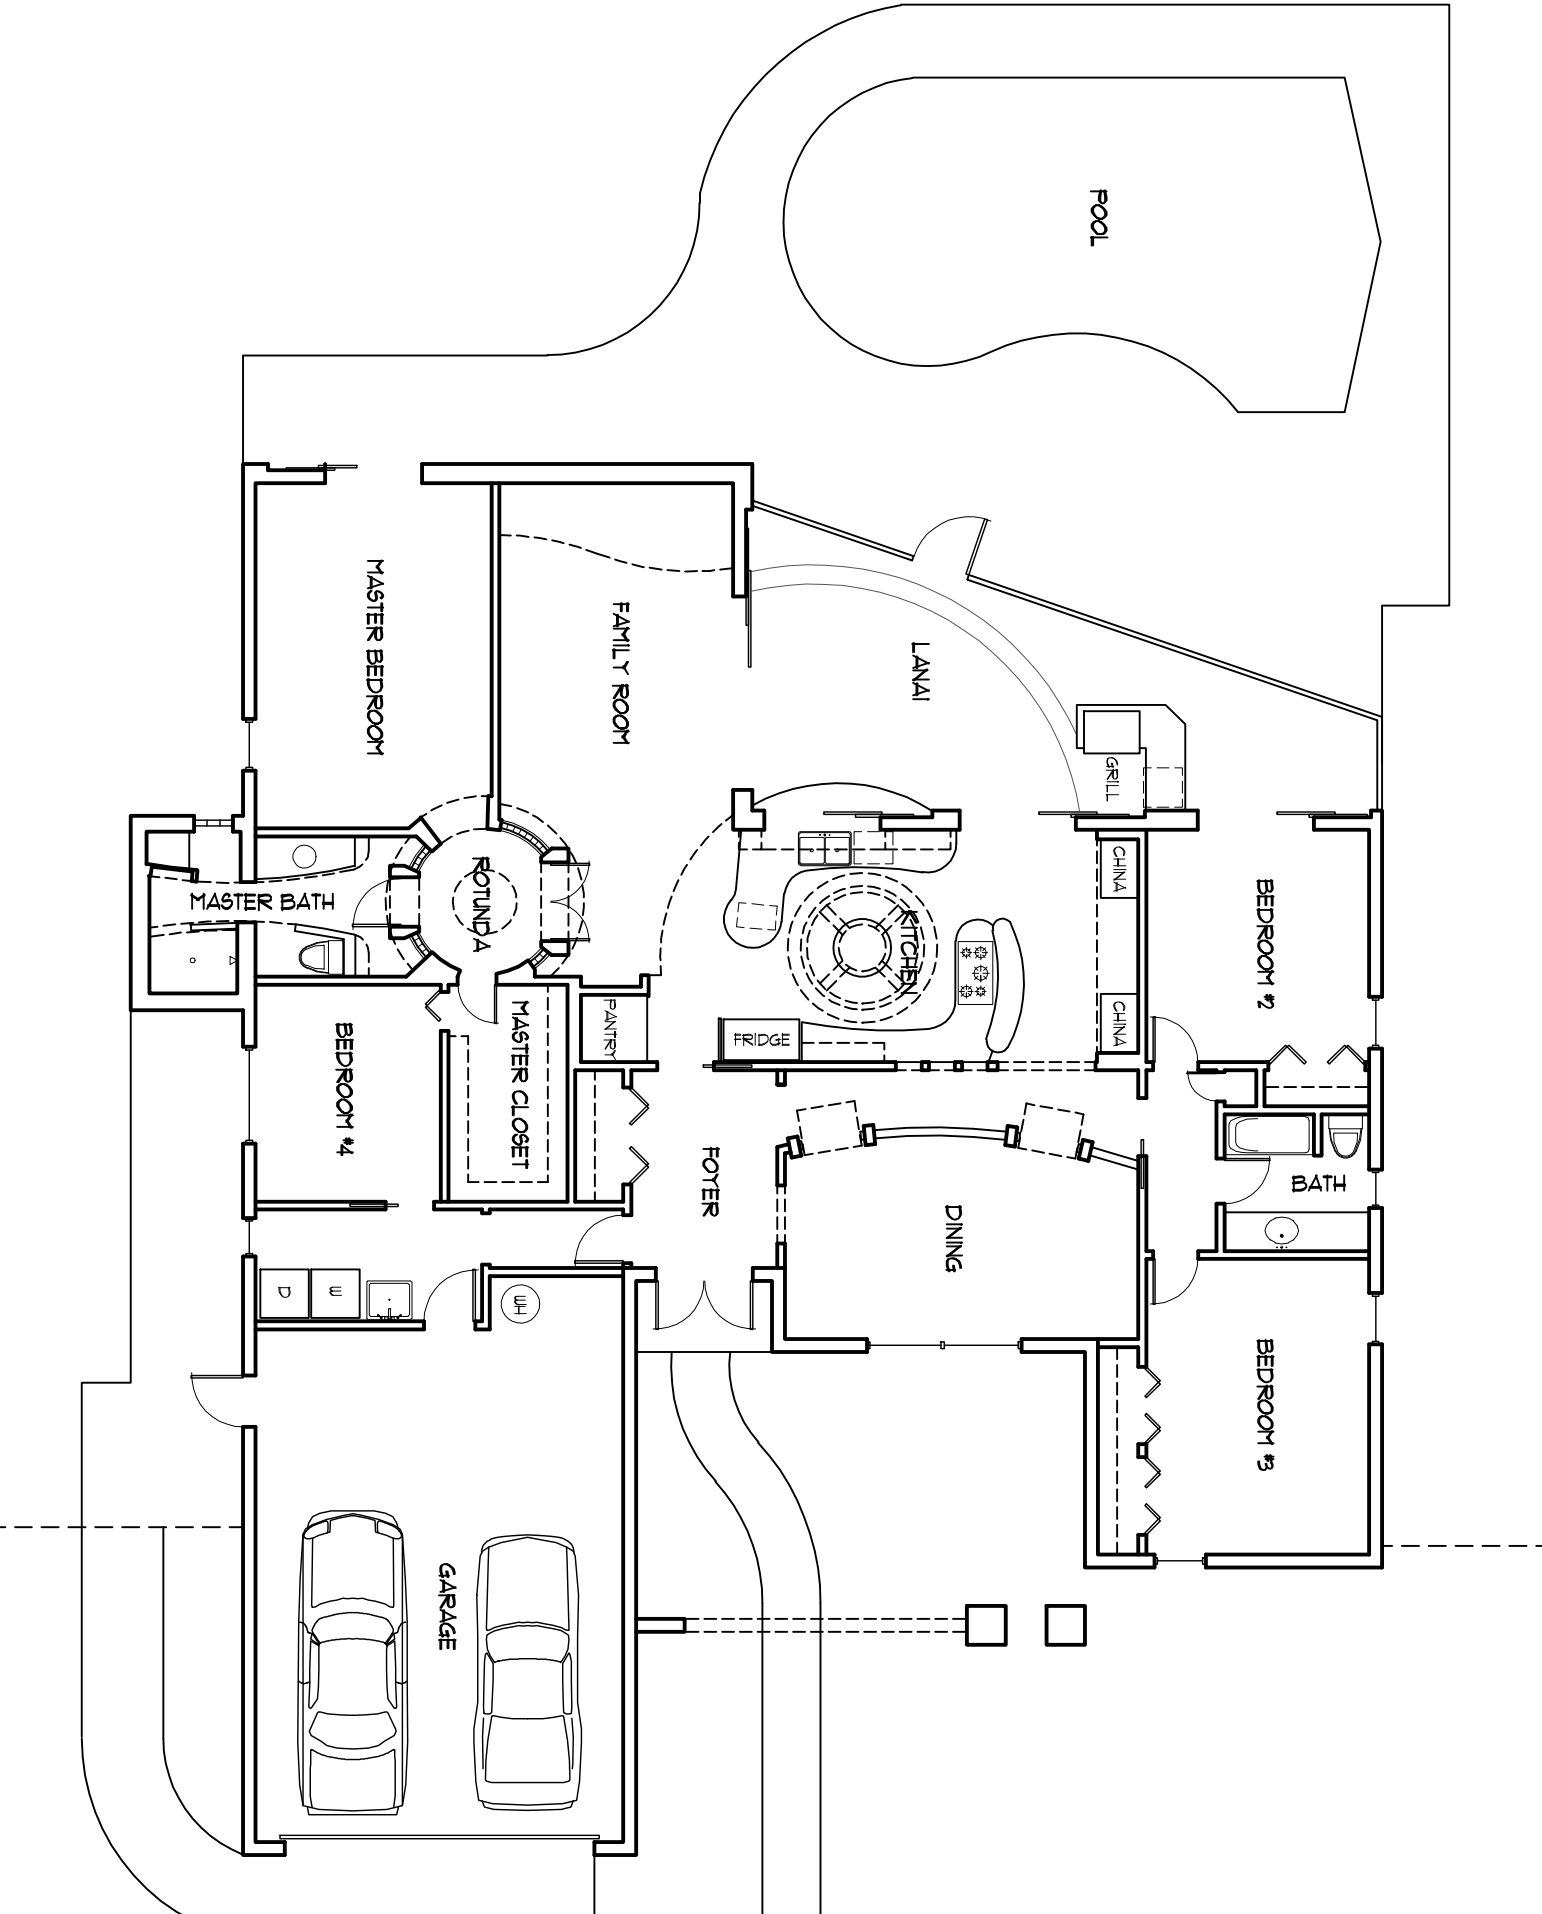 POOL
MASTER BEDROOM
FAMILY ROOM
LANAI
GRILL
MASTER BATH
ROTUNDA
KITCHEN
CHINA
CHINA
BEDROOM #2
PANTRY
FRIDGE
MASTER CLOSET
BEDROOM #4
FOYER
DINING
BATH
D
W
WH
BEDROOM #3
GARAGE